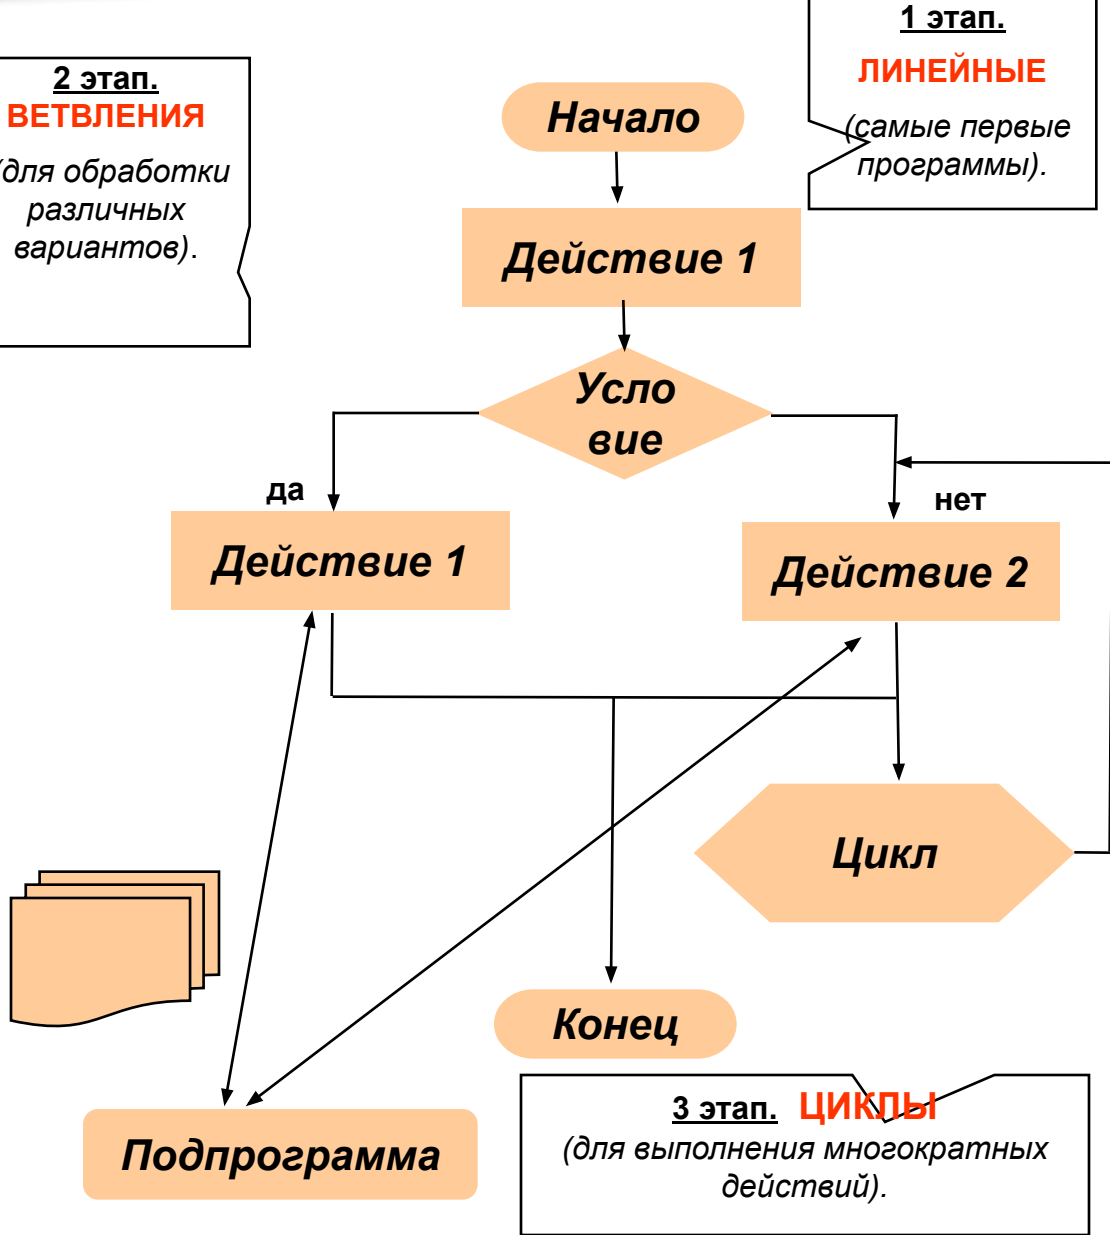 1 этап.
ЛИНЕЙНЫЕ
(самые первые
программы).
2 этап.
ВЕТВЛЕНИЯ
(для обработки
различных
вариантов).
Начало
Действие 1
Усло
вие
да
нет
Действие 1
Действие 2
Цикл
Конец
Подпрограмма
3 этап. ЦИКЛЫ
(для выполнения многократных
действий).